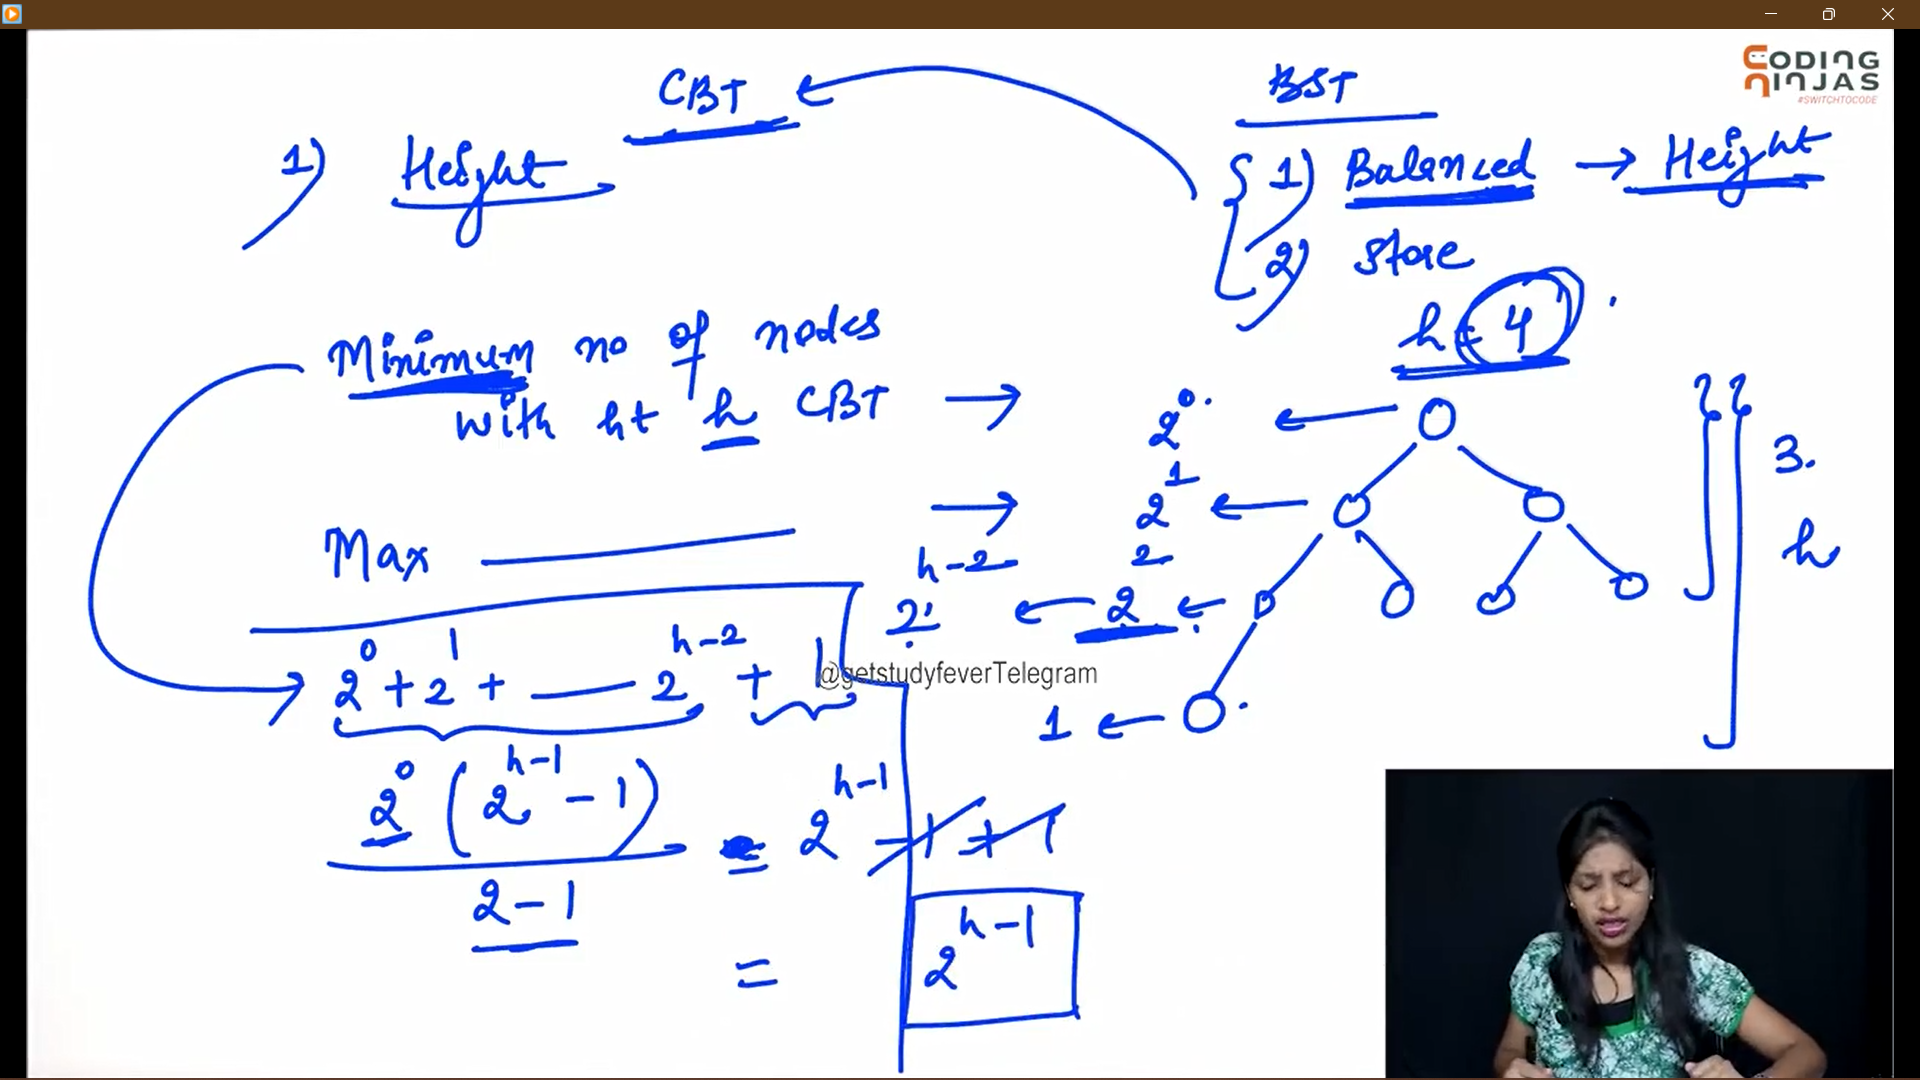 CODING
NINJAS
#SWITCHTOCODE
CBT
BST
1) Height
1) Balenced → Height
2) Store
h = 4
Minimum no of nodes
with ht h CBT →
2^0
2^1
Max →
2^2
2^(h-2) ← 2 ←
3.
h
2^0 + 2^1 + — 2^(h-2) + 1
@getstudyfeverTelegram
1 ←
2^0 (2^(h-1) - 1)
2 - 1
= 2^(h-1) - 1 + 1
= 2^(h-1)